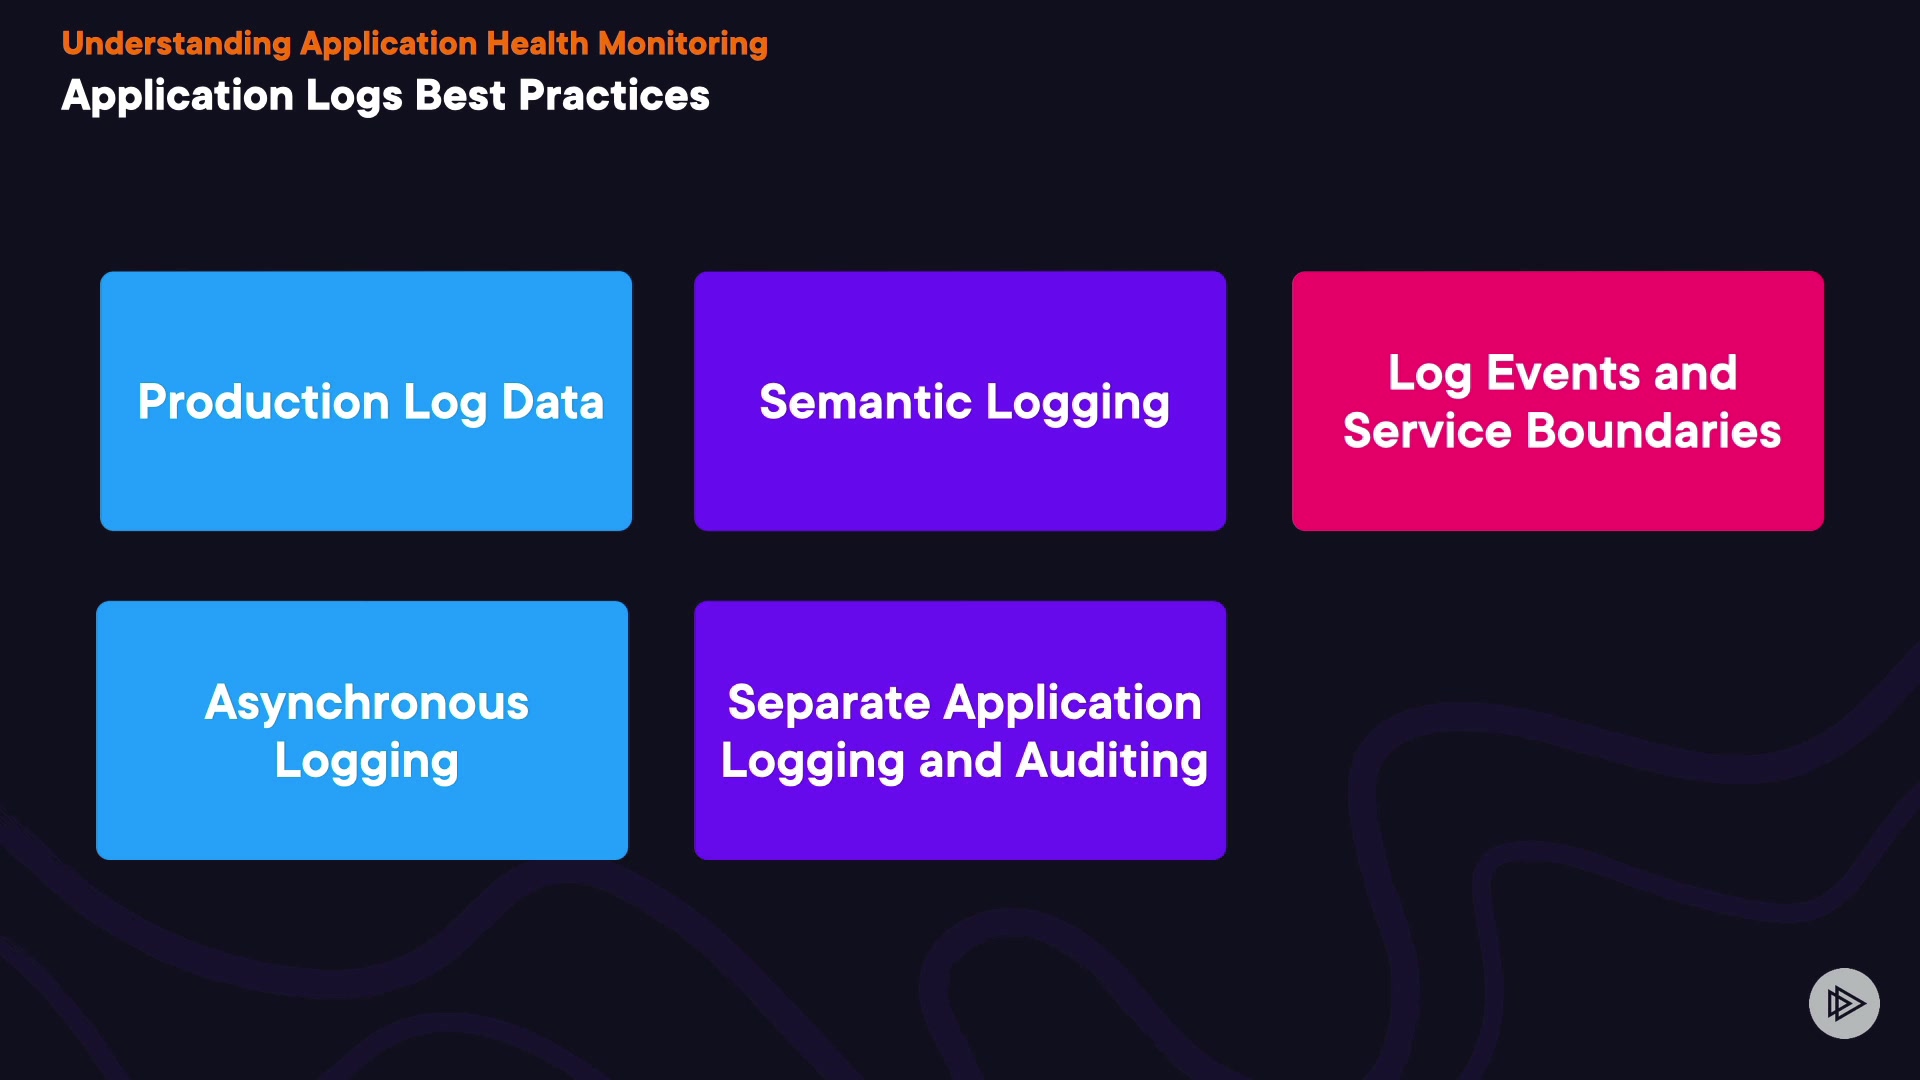 Understanding Application Health Monitoring
Application Logs Best Practices
Production Log Data
Semantic Logging
Log Events and
Service Boundaries
Asynchronous
Logging
Separate Application
Logging and Auditing